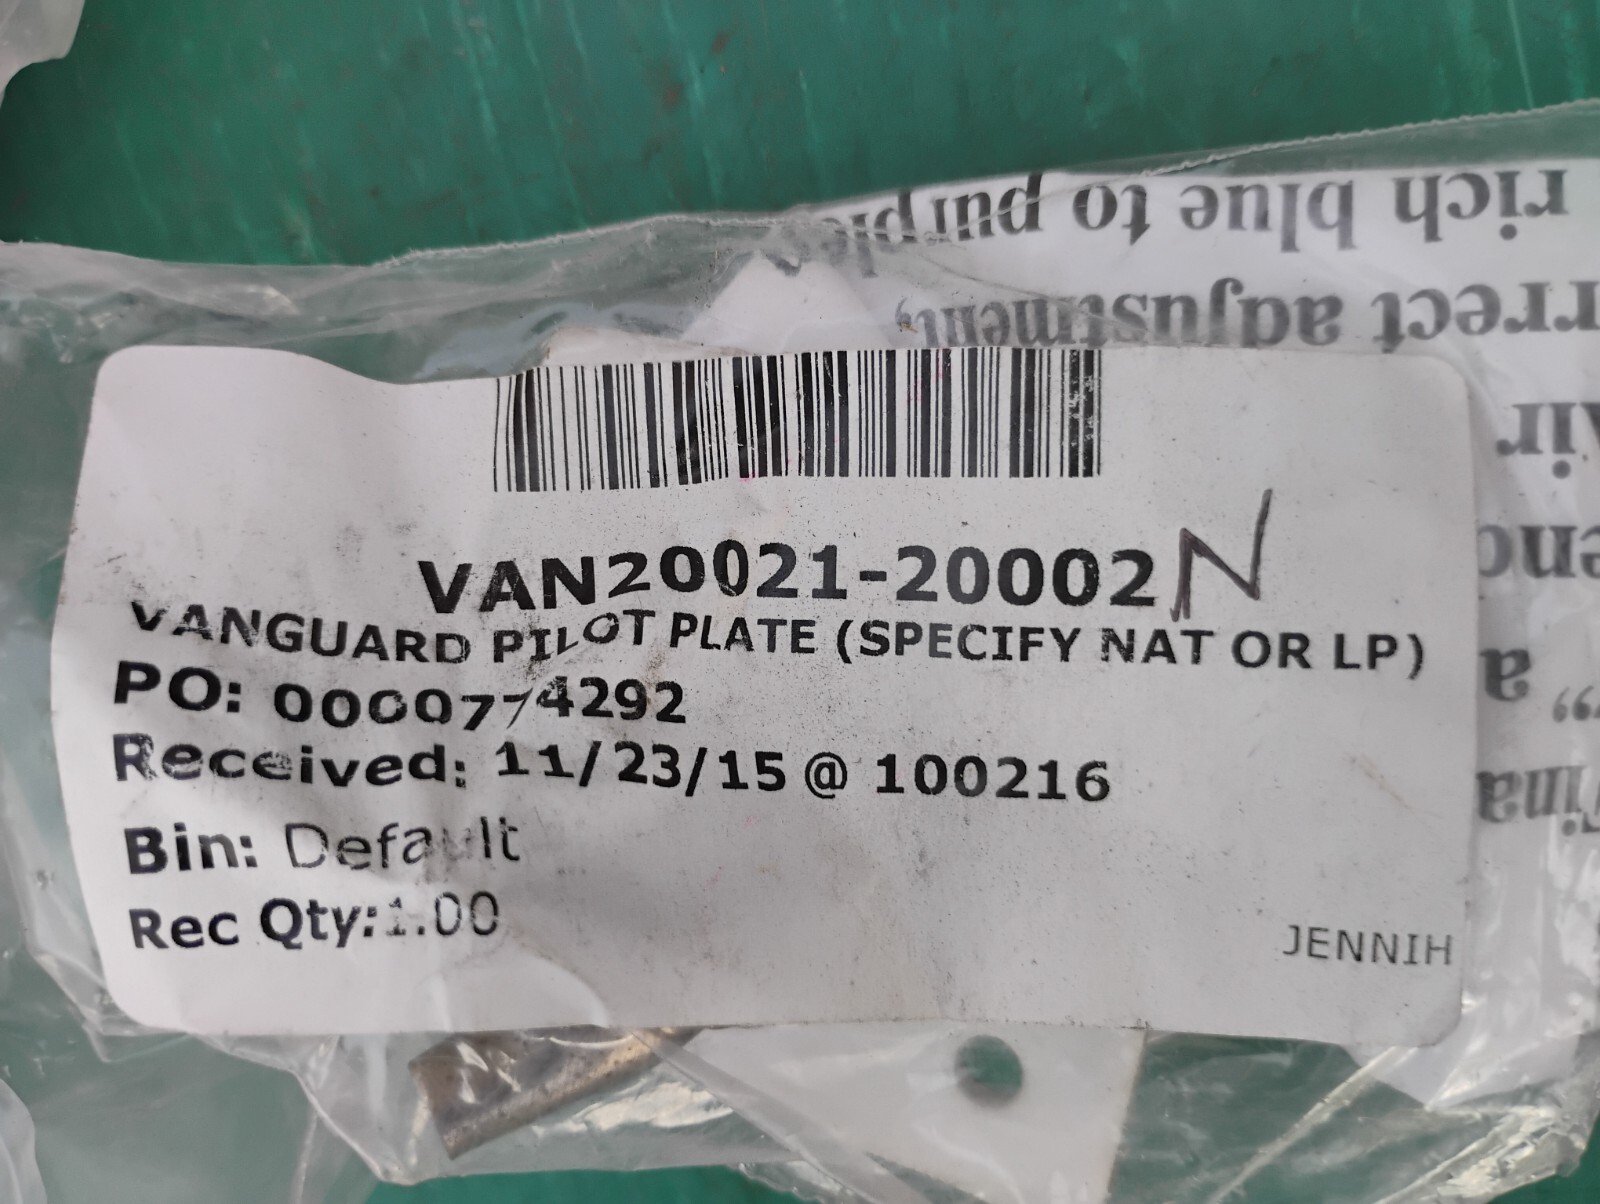 VAN20021-20002 N
VANGUARD PILOT PLATE (SPECIFY NAT OR LP)
PO: 0000774292
Received: 11/23/15 @ 100216
Bin: Default
Rec Qty:1.00
JENNIH
a
Air
rrect adjustment,
rich blue to purple